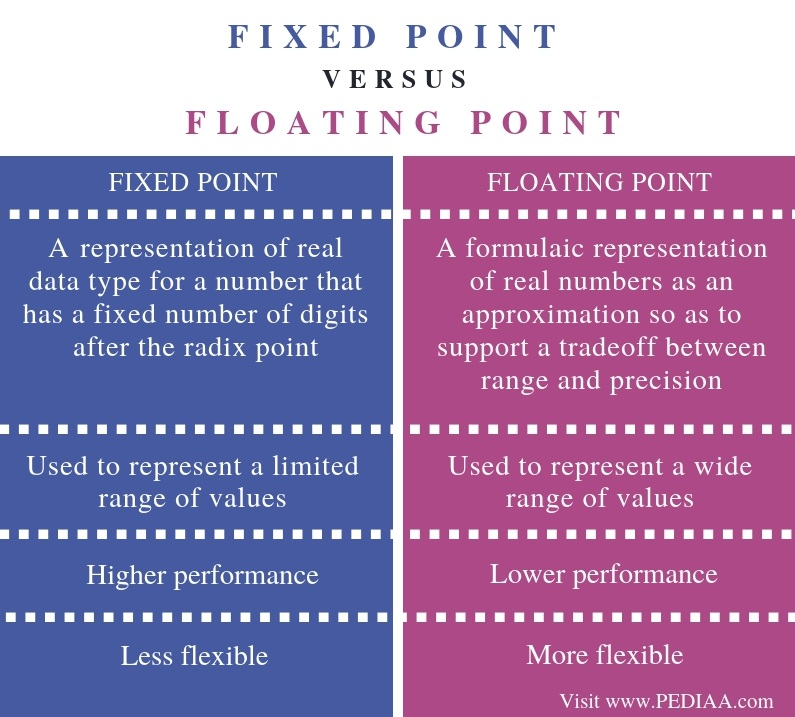 FIXED POINT
VERSUS
FLOATING POINT
FIXED POINT
A representation of real
data type for a number that
has a fixed number of digits
after the radix point
Used to represent a limited
range of values
Higher performance
Less flexible
FLOATING POINT
A formulaic representation
of real numbers as an
approximation so as to
support a tradeoff between
range and precision
Used to represent a wide
range of values
Lower performance
More flexible
Visit www.PEDIAA.com